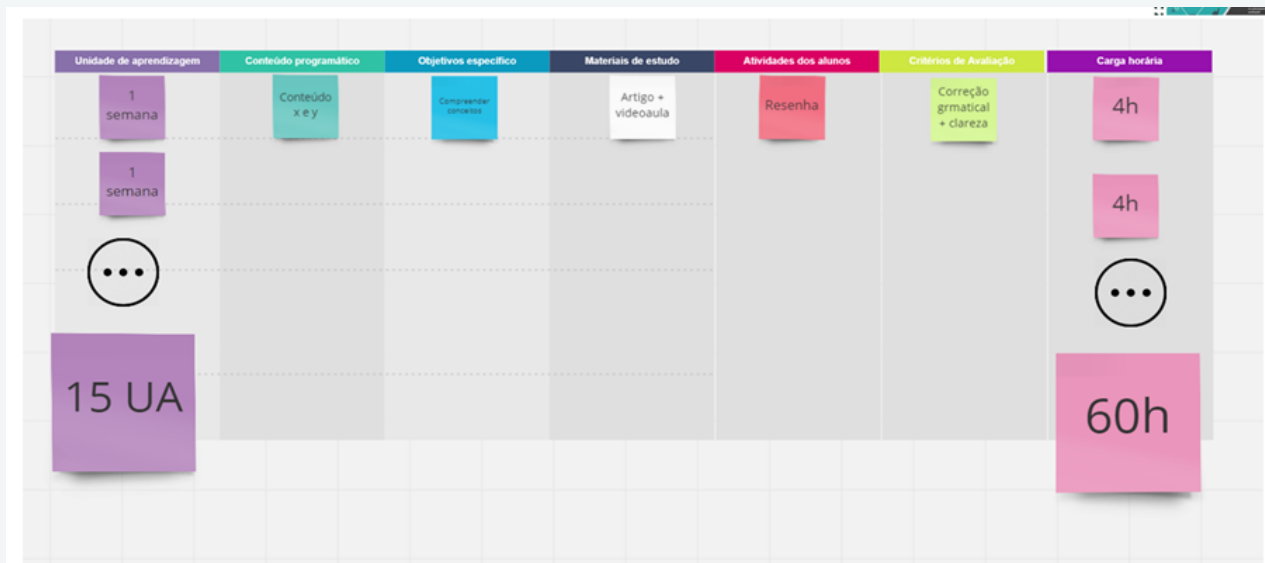 Unidade de aprendizagem
Conteúdo programático
Objetivos específico
Materiais de estudo
Atividades dos alunos
Critérios de Avaliação
Carga horária
1
semana
Conteúdo
x e y
Compreender
conceitos
Artigo +
videoaula
Resenha
Correção
grmatical
+ clareza
4h
1
semana
4h
15 UA
60h